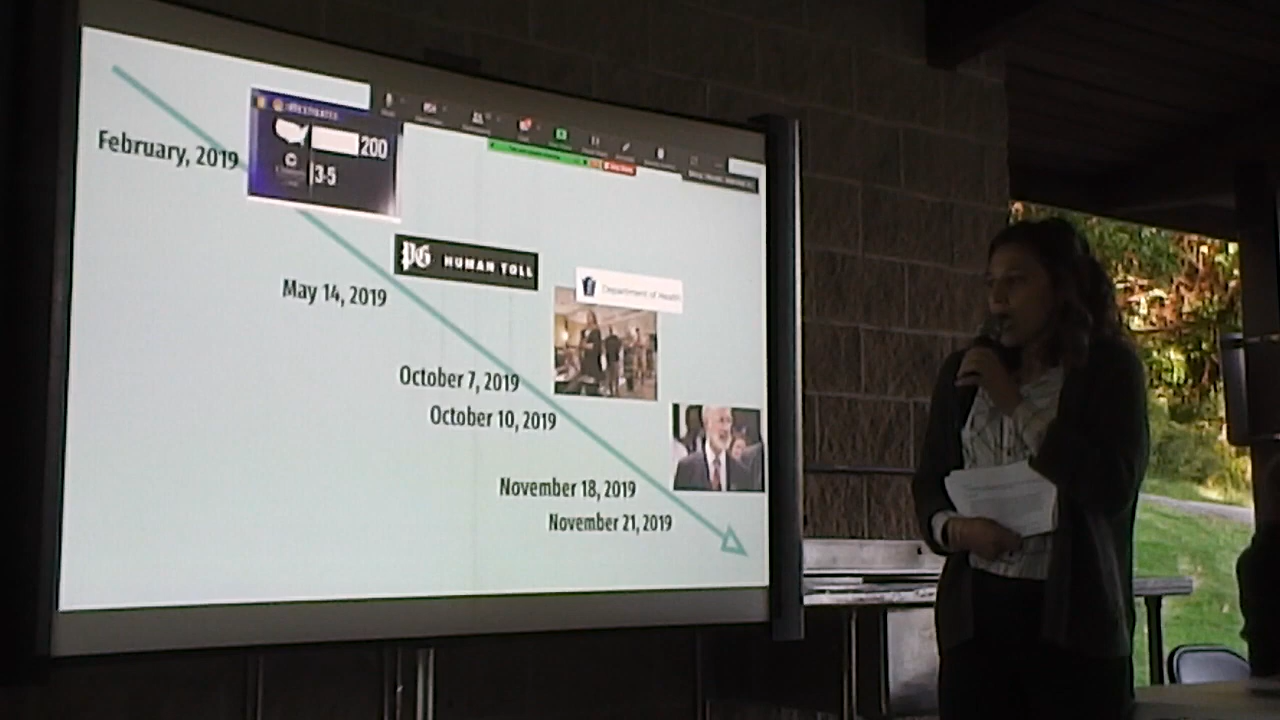 February, 2019
200
3-5
PG HUMAN TOLL
May 14, 2019
Department of Health
October 7, 2019
October 10, 2019
November 18, 2019
November 21, 2019